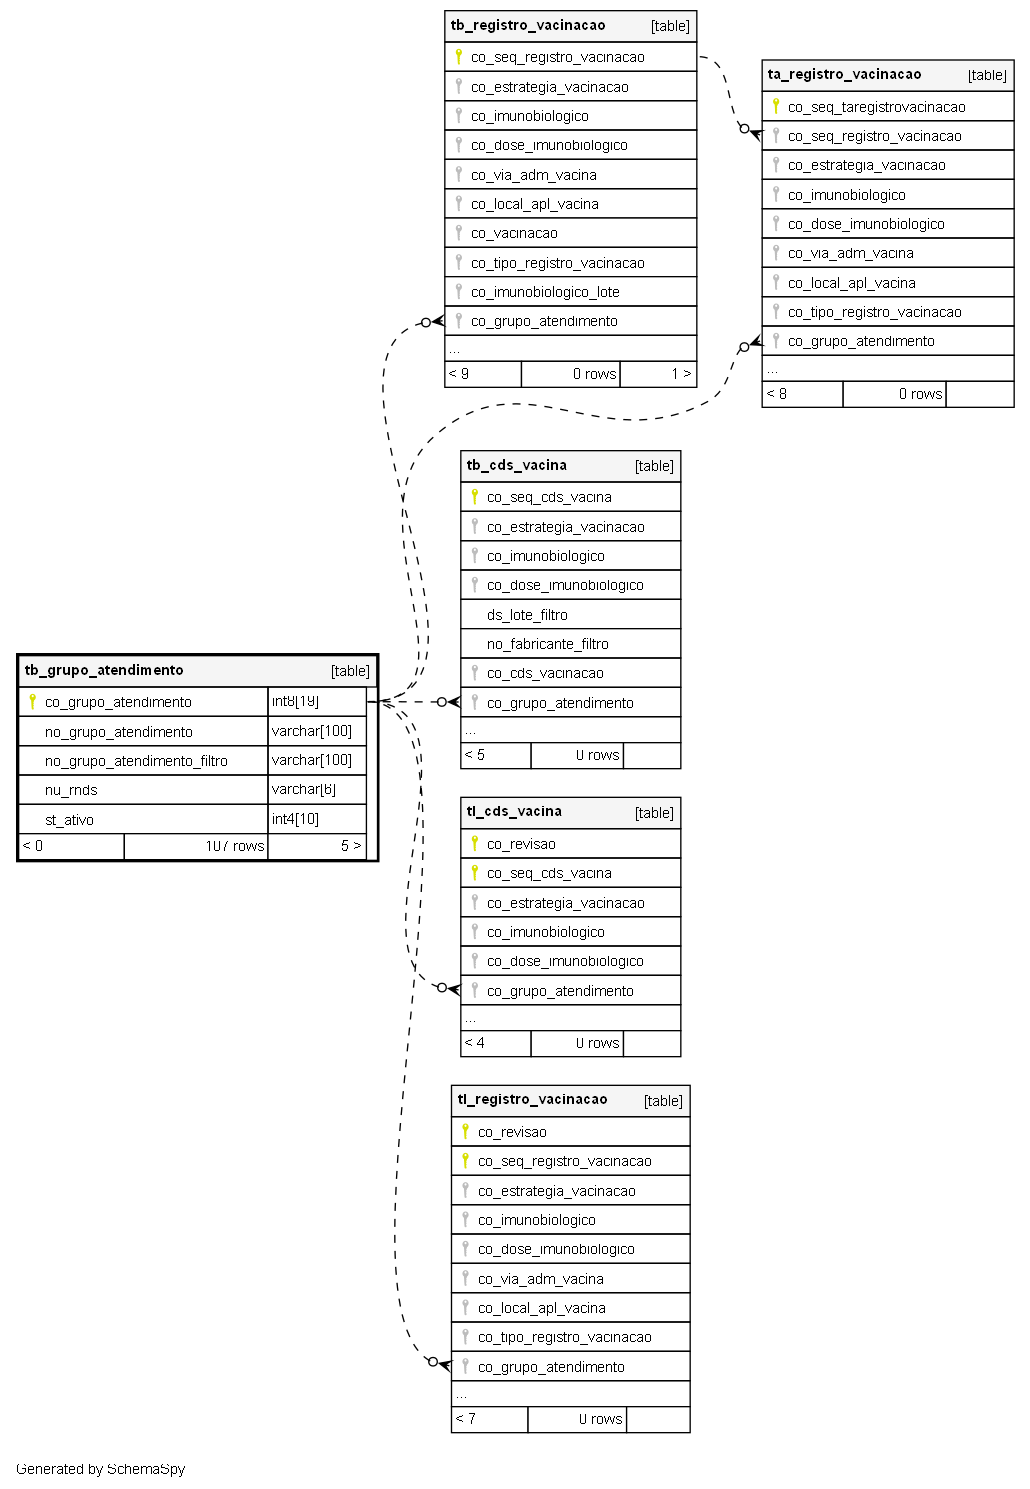 tb_registro_vacinacao [table]
co_seq_registro_vacinacao
co_estrategia_vacinacao
co_imunobiologico
co_dose_imunobiologico
co_via_adm_vacina
co_local_apl_vacina
co_vacinacao
co_tipo_registro_vacinacao
co_imunobiologico_lote
co_grupo_atendimento
...
< 9 0 rows 1 >
ta_registro_vacinacao [table]
co_seq_taregistrovacinacao
co_seq_registro_vacinacao
co_estrategia_vacinacao
co_imunobiologico
co_dose_imunobiologico
co_via_adm_vacina
co_local_apl_vacina
co_tipo_registro_vacinacao
co_grupo_atendimento
...
< 8 0 rows
tb_cds_vacina [table]
co_seq_cds_vacina
co_estrategia_vacinacao
co_imunobiologico
co_dose_imunobiologico
ds_lote_filtro
no_fabricante_filtro
co_cds_vacinacao
co_grupo_atendimento
...
< 5 0 rows
tb_grupo_atendimento [table]
co_grupo_atendimento int8[19]
no_grupo_atendimento varchar[100]
no_grupo_atendimento_filtro varchar[100]
nu_rnds varchar[6]
st_ativo int4[10]
< 0 107 rows 5 >
tl_cds_vacina [table]
co_revisao
co_seq_cds_vacina
co_estrategia_vacinacao
co_imunobiologico
co_dose_imunobiologico
co_grupo_atendimento
...
< 4 0 rows
tl_registro_vacinacao [table]
co_revisao
co_seq_registro_vacinacao
co_estrategia_vacinacao
co_imunobiologico
co_dose_imunobiologico
co_via_adm_vacina
co_local_apl_vacina
co_tipo_registro_vacinacao
co_grupo_atendimento
...
< 7 0 rows
Generated by SchemaSpy